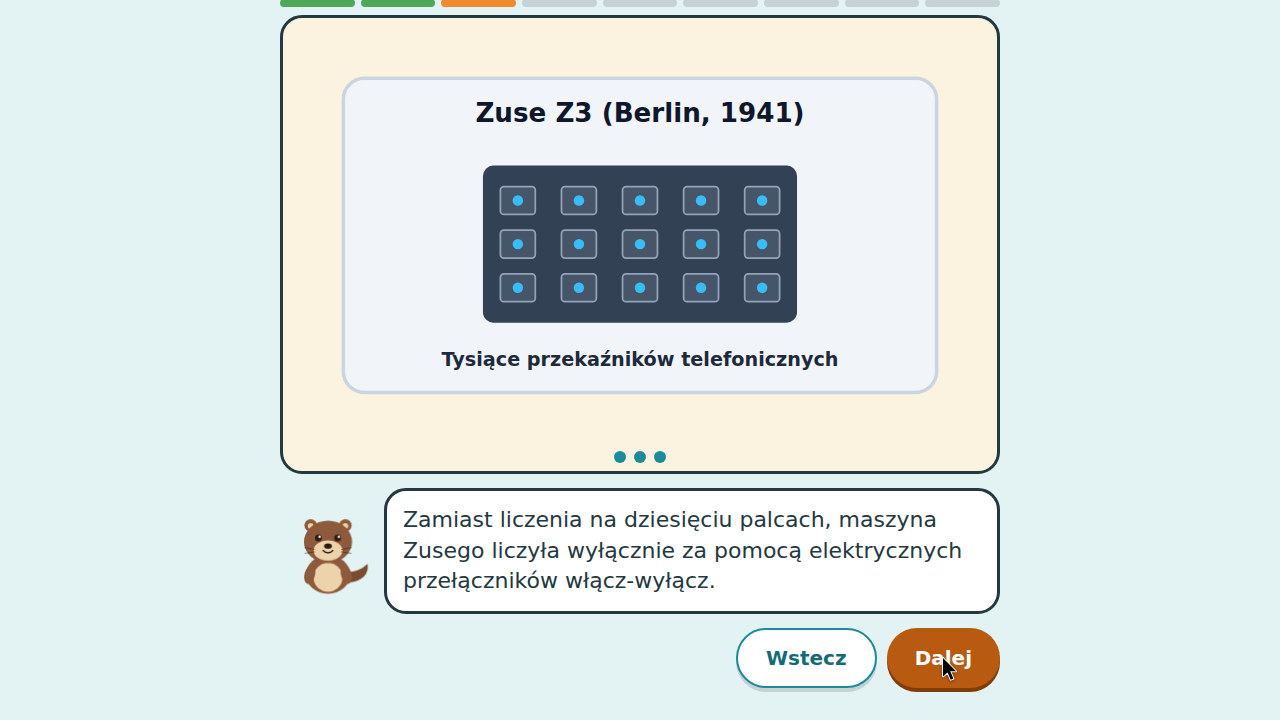 Zuse Z3 (Berlin, 1941)
Tysiące przekaźników telefonicznych
Zamiast liczenia na dziesięciu palcach, maszyna
Zusego liczyła wyłącznie za pomocą elektrycznych
przełączników włącz-wyłącz.
Wstecz
Dalej